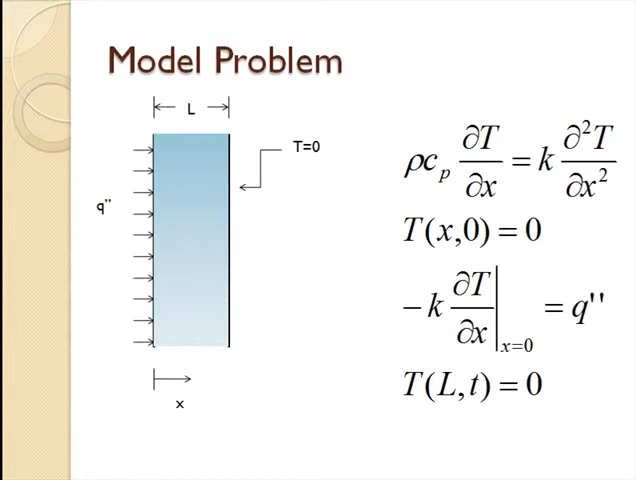 Model Problem
L
T=0
q"
x
ρc_p ∂T/∂x = k ∂²T/∂x²
T(x,0) = 0
−k ∂T/∂x|_{x=0} = q''
T(L,t) = 0